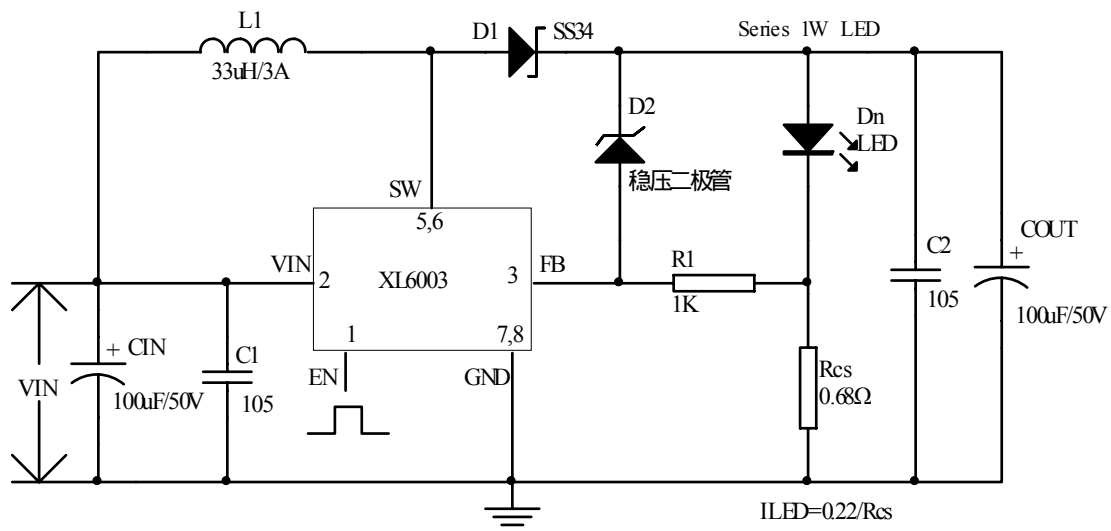 L1
33uH/3A
D1
SS34
Series 1W LED
D2
稳压二极管
Dn
LED
SW
5,6
VIN
2
XL6003
3
FB
R1
1K
C2
105
COUT
+
100uF/50V
1
7,8
EN
GND
VIN
+ CIN
100uF/50V
C1
105
Rcs
0.68Ω
ILED=0.22/Rcs